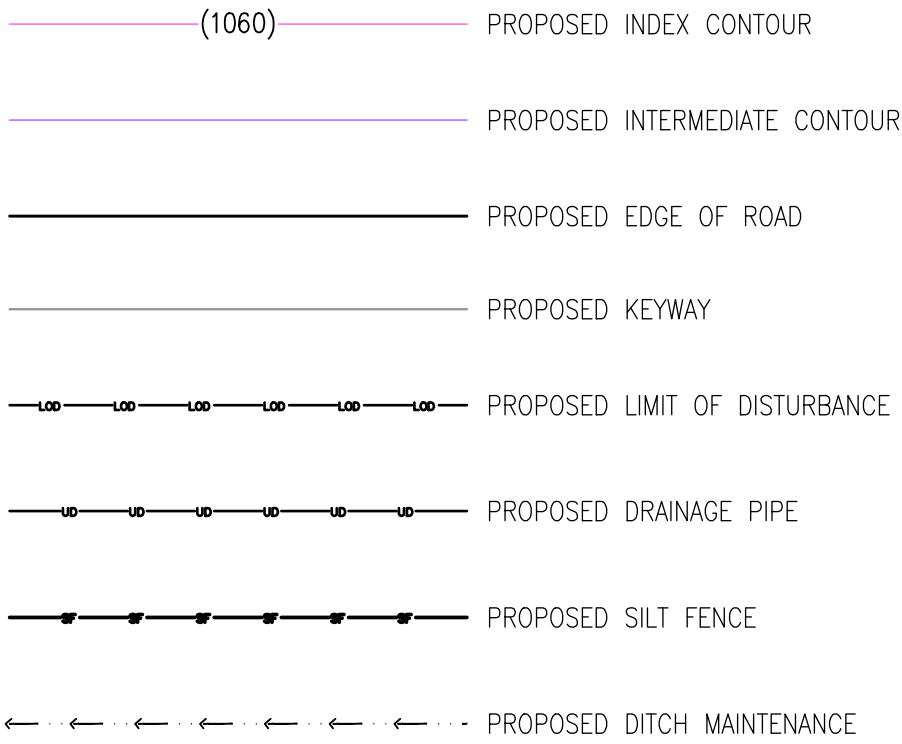 (1060) PROPOSED INDEX CONTOUR
PROPOSED INTERMEDIATE CONTOUR
PROPOSED EDGE OF ROAD
PROPOSED KEYWAY
LOD LOD LOD LOD LOD LOD PROPOSED LIMIT OF DISTURBANCE
UD UD UD UD UD UD PROPOSED DRAINAGE PIPE
SF SF SF SF SF SF PROPOSED SILT FENCE
PROPOSED DITCH MAINTENANCE